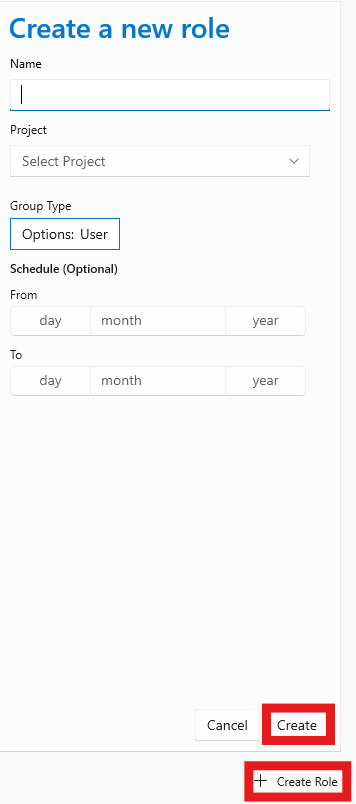 Create a new role
Name
Project
Select Project
Group Type
Options: User
Schedule (Optional)
From
day month year
To
day month year
Cancel Create
Create Role